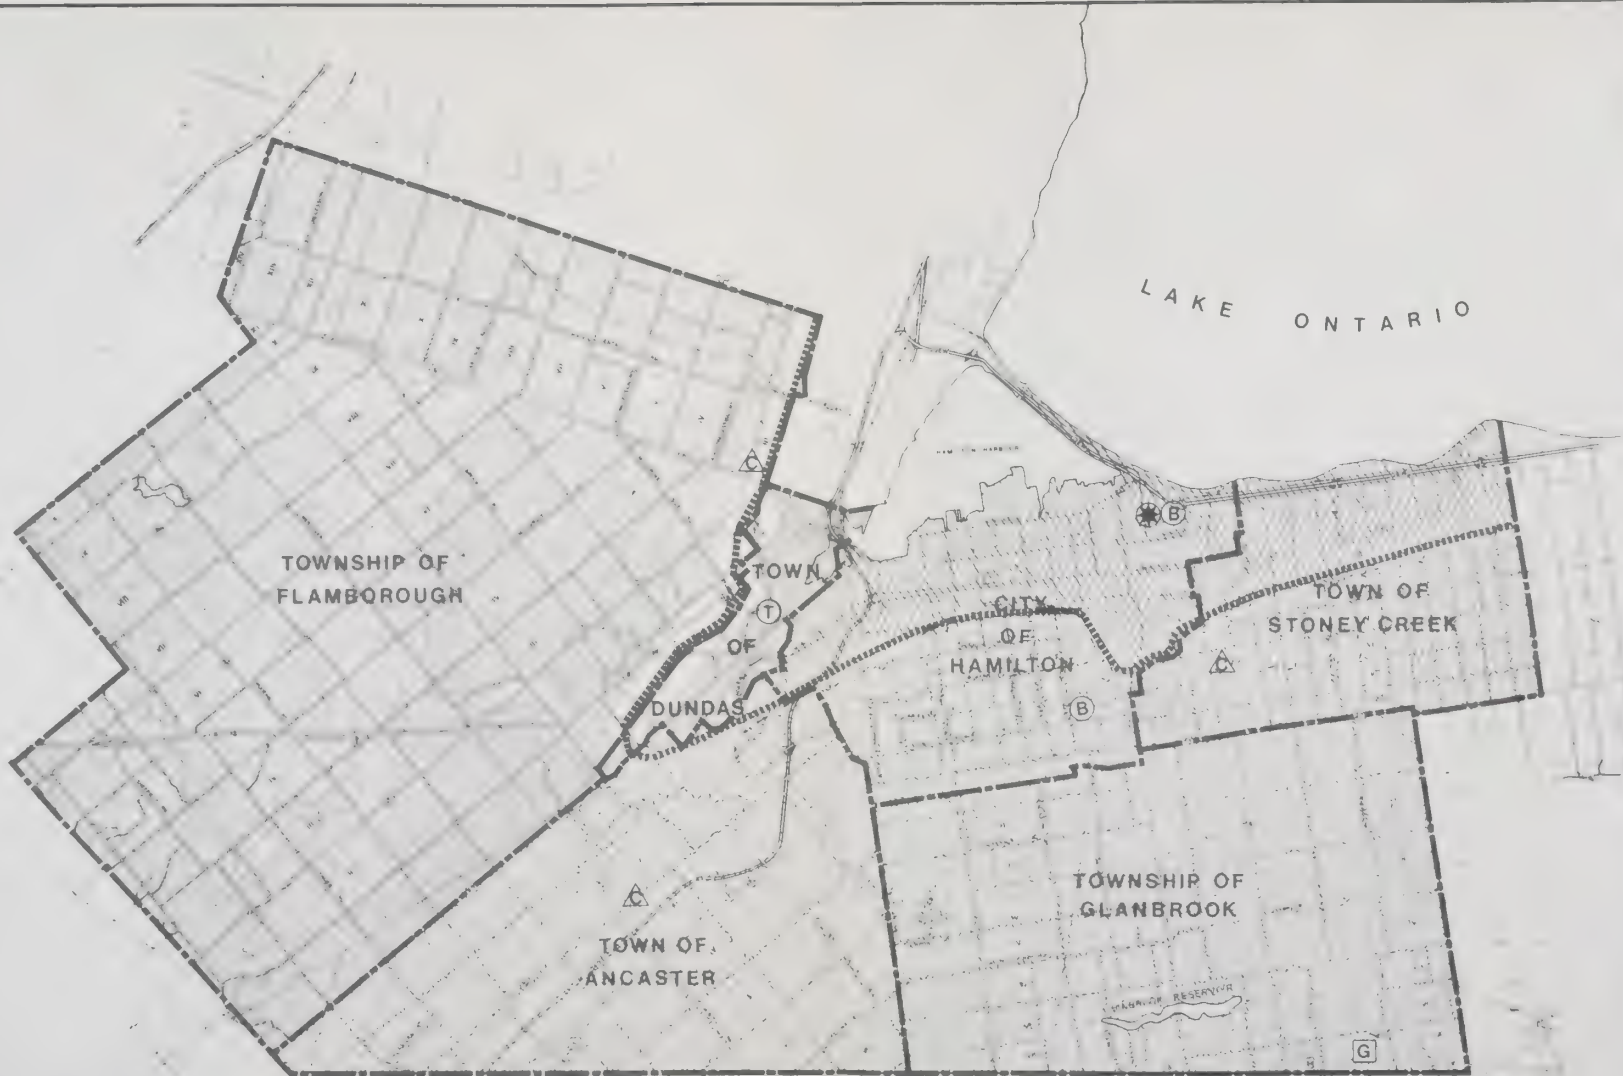 LAKE ONTARIO
C
B
TOWNSHIP OF
FLAMBOROUGH
TOWN
T
OF
DUNDAS
CITY
OF
HAMILTON
B
TOWN OF
STONEY CREEK
C
TOWNSHIP OF
GLANBROOK
C
TOWN OF
ANCASTER
RESERVOIR
G